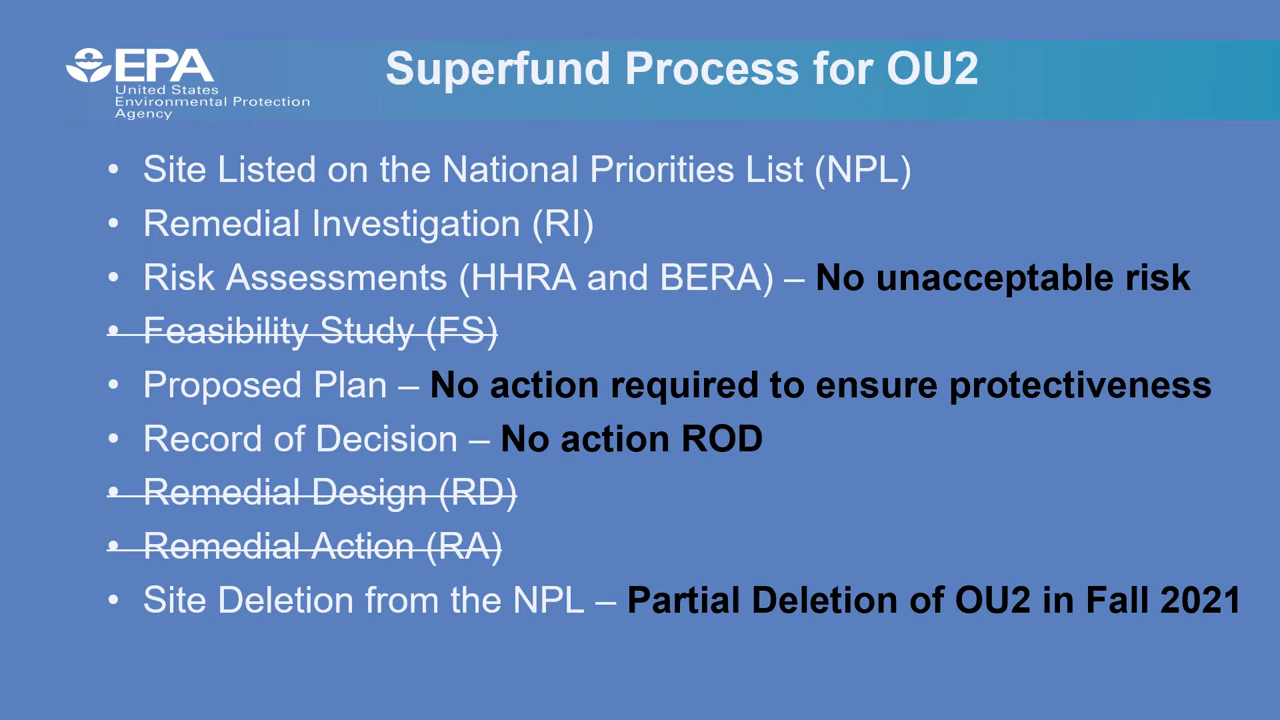 EPA
United States
Environmental Protection
Agency
Superfund Process for OU2
• Site Listed on the National Priorities List (NPL)
• Remedial Investigation (RI)
• Risk Assessments (HHRA and BERA) – No unacceptable risk
• Feasibility Study (FS)
• Proposed Plan – No action required to ensure protectiveness
• Record of Decision – No action ROD
• Remedial Design (RD)
• Remedial Action (RA)
• Site Deletion from the NPL – Partial Deletion of OU2 in Fall 2021